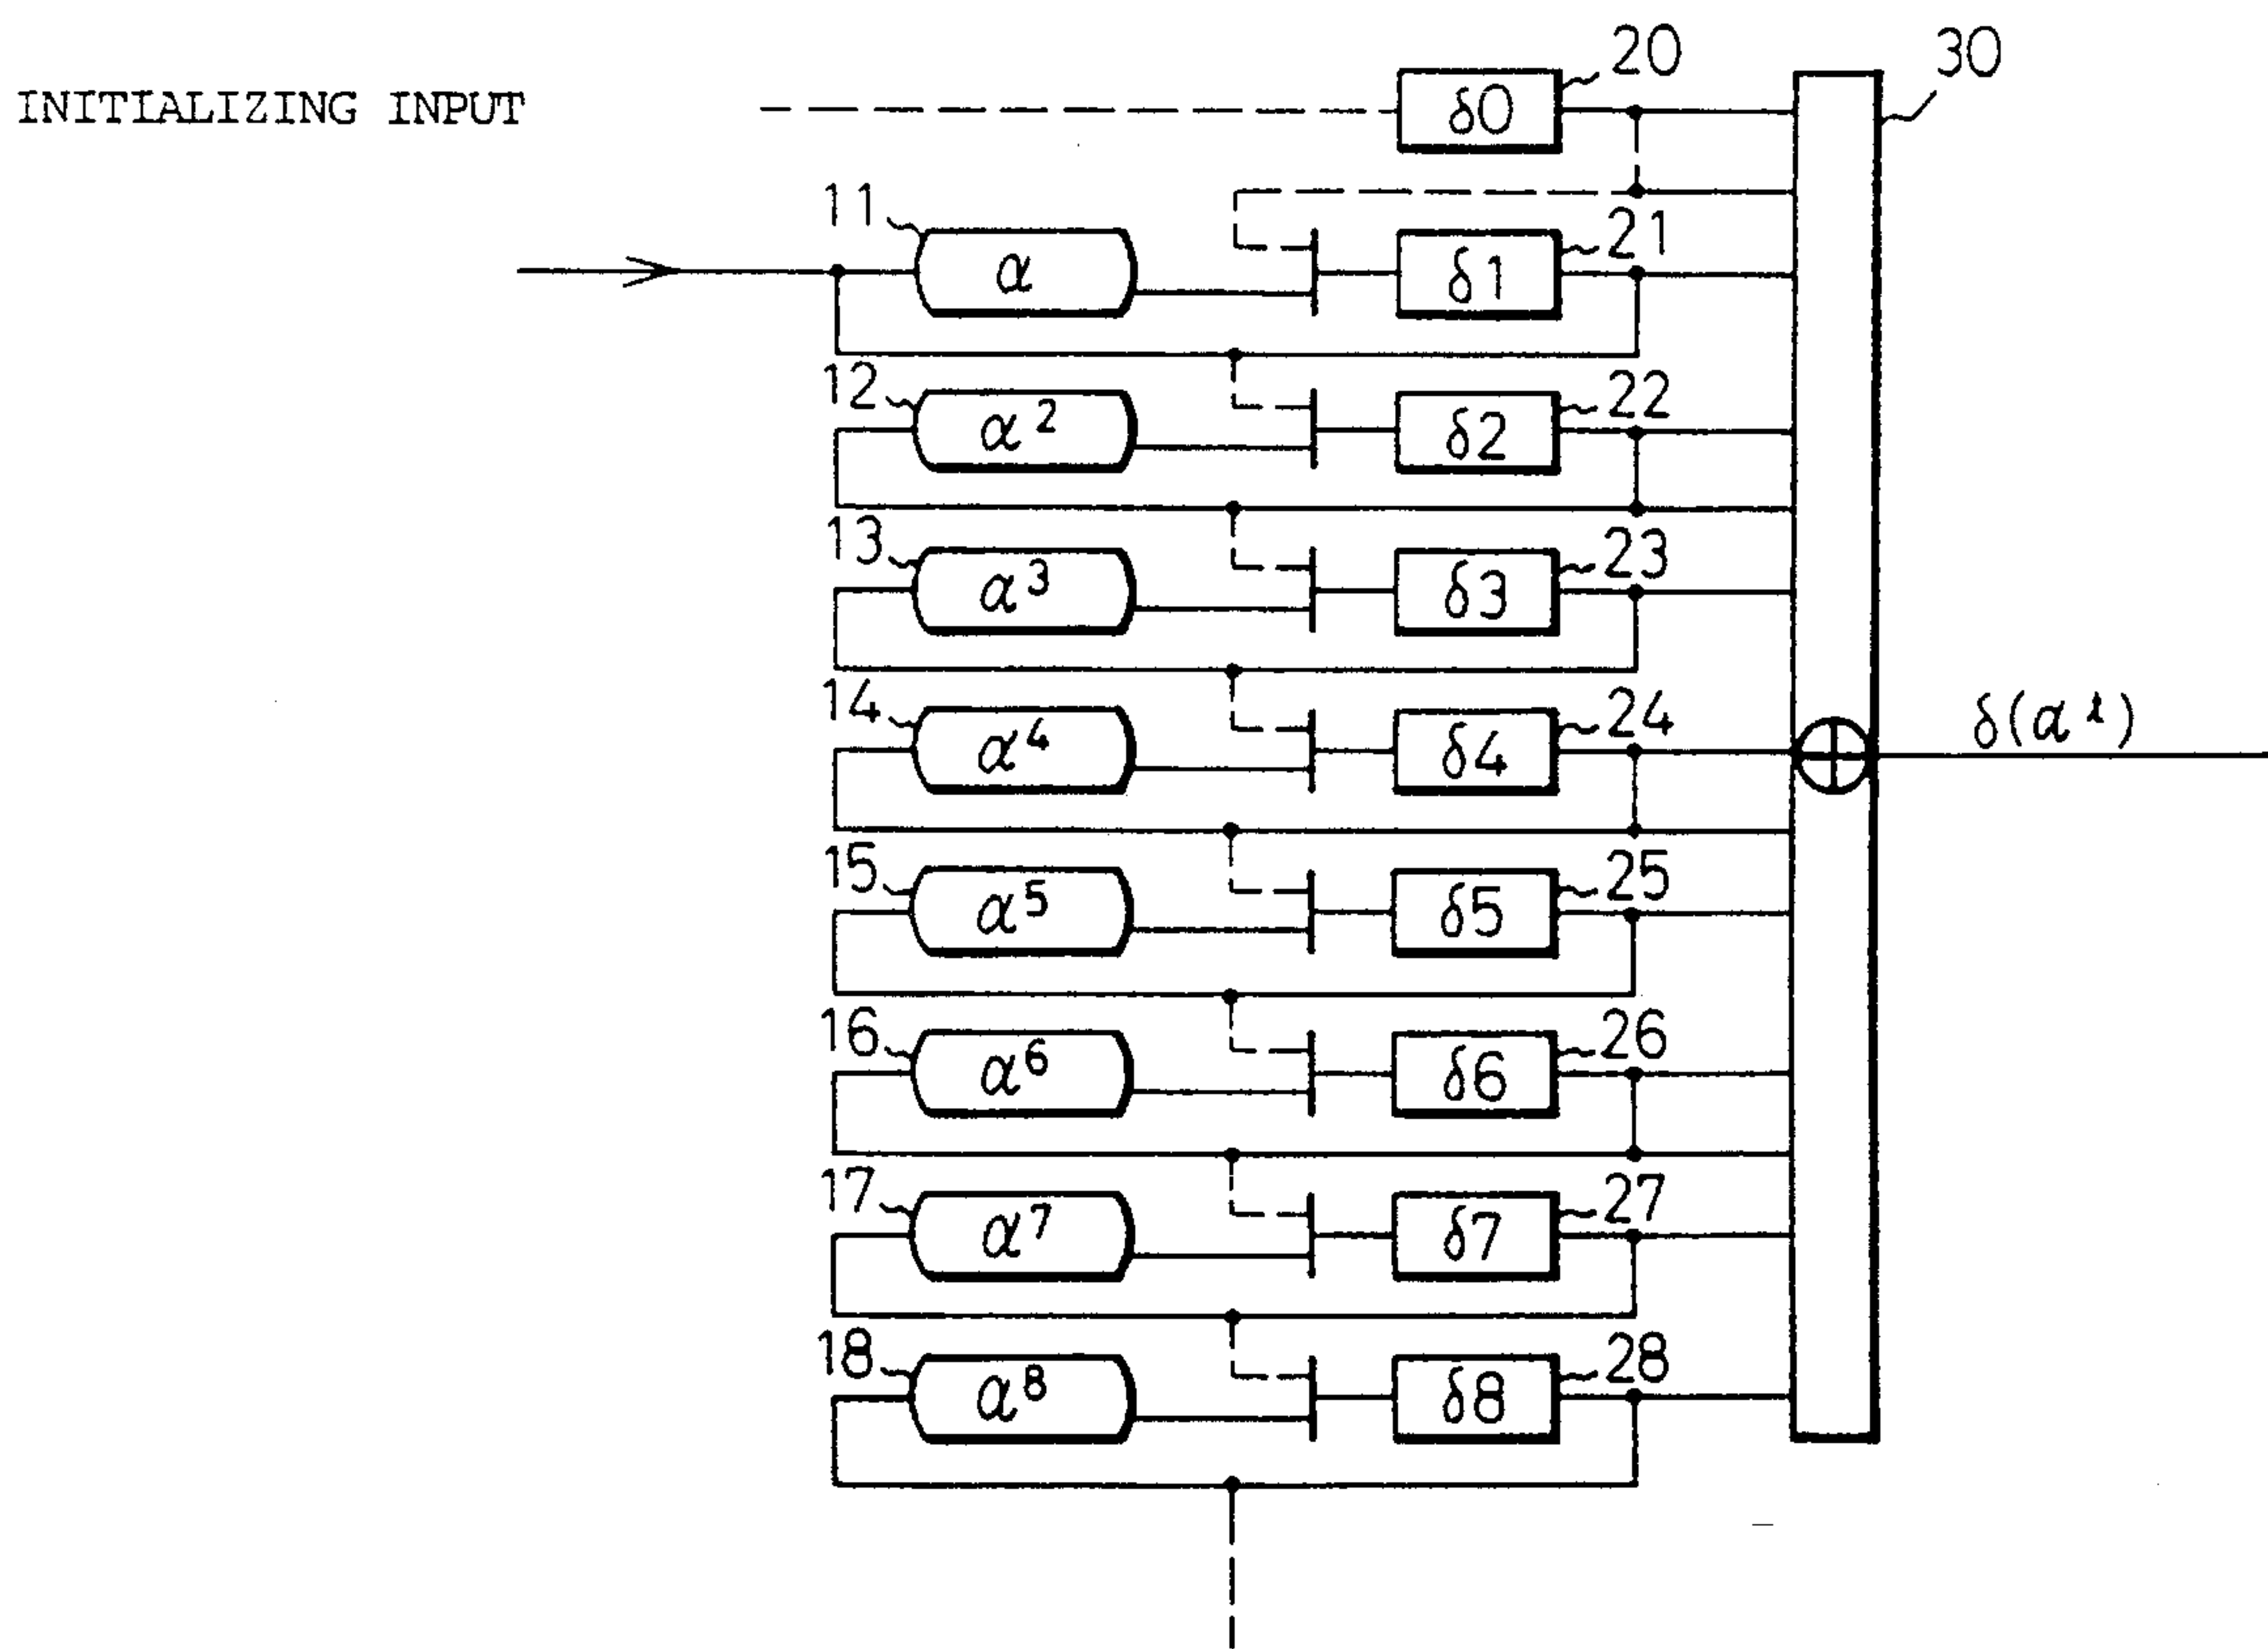 20
30
INITIALIZING INPUT
δ0
11
21
α
δ1
12
22
α²
δ2
13
23
α³
δ3
14
24
δ(αⁱ)
α⁴
δ4
15
25
α⁵
δ5
16
26
α⁶
δ6
17
27
α⁷
δ7
18
28
α⁸
δ8